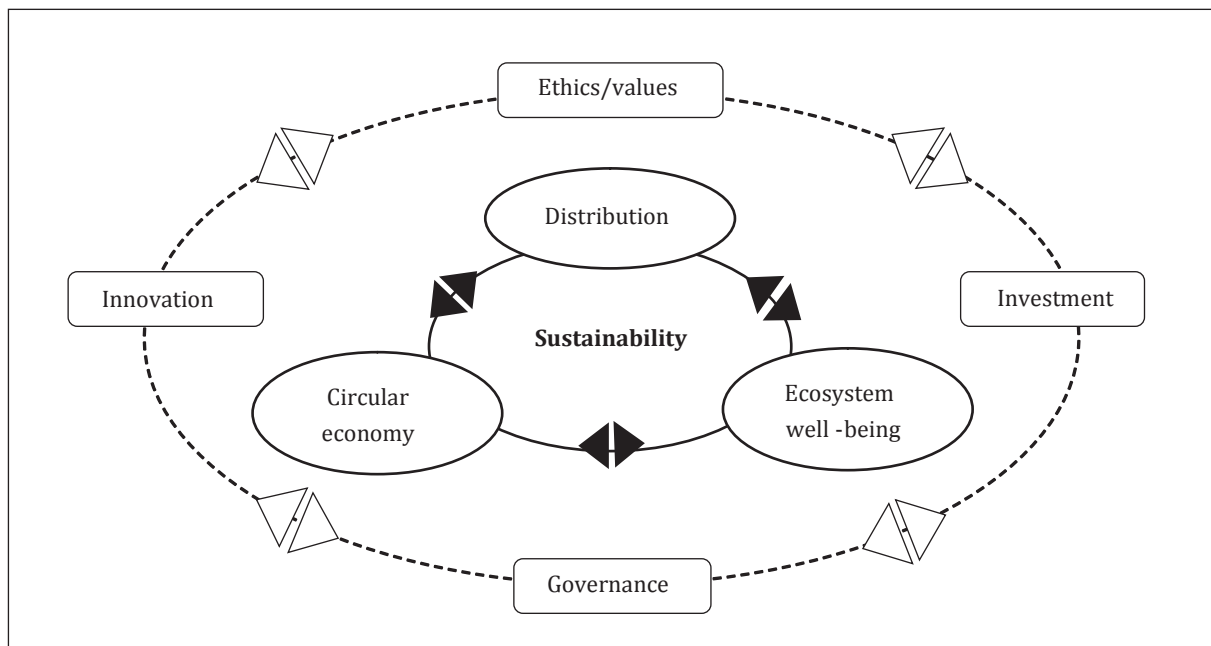 Ethics/values
Distribution
Innovation
Investment
Sustainability
Circular
economy
Ecosystem
well -being
Governance